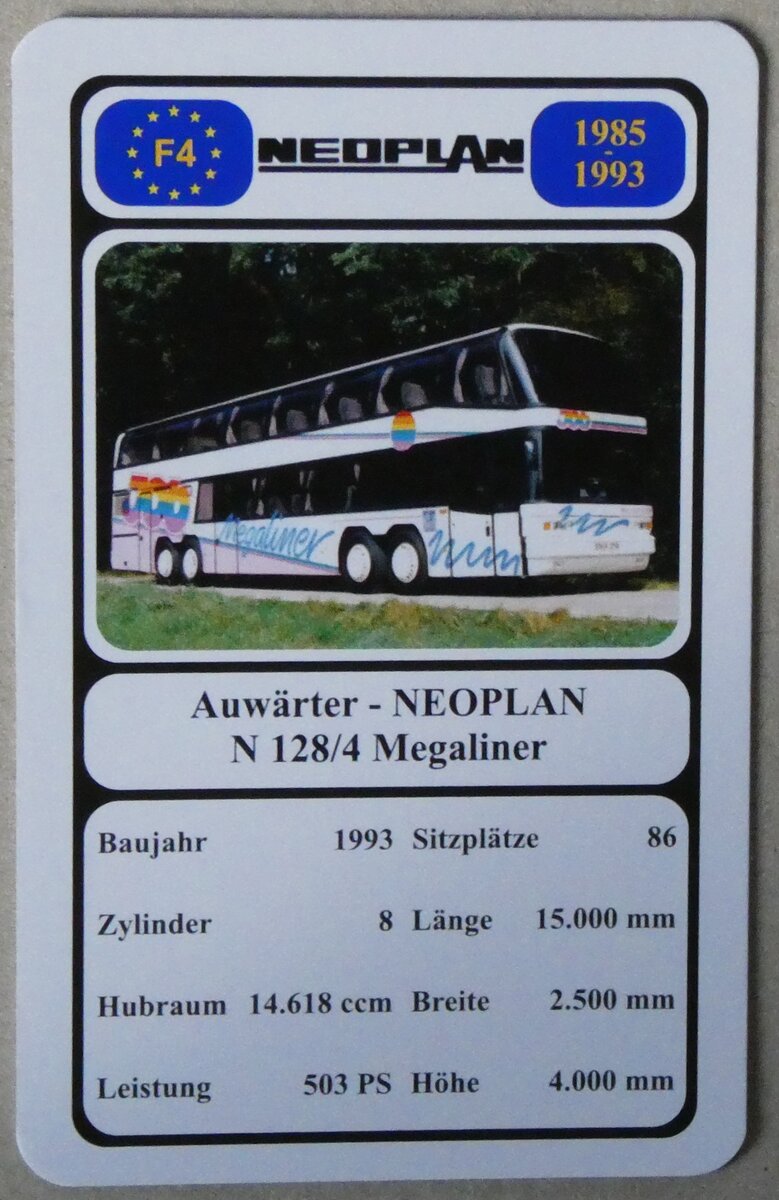 F4 NEOPLAN 1985
-
1993
Megaliner
Auwärter - NEOPLAN
N 128/4 Megaliner
Baujahr 1993 Sitzplätze 86
Zylinder 8 Länge 15.000 mm
Hubraum 14.618 ccm Breite 2.500 mm
Leistung 503 PS Höhe 4.000 mm